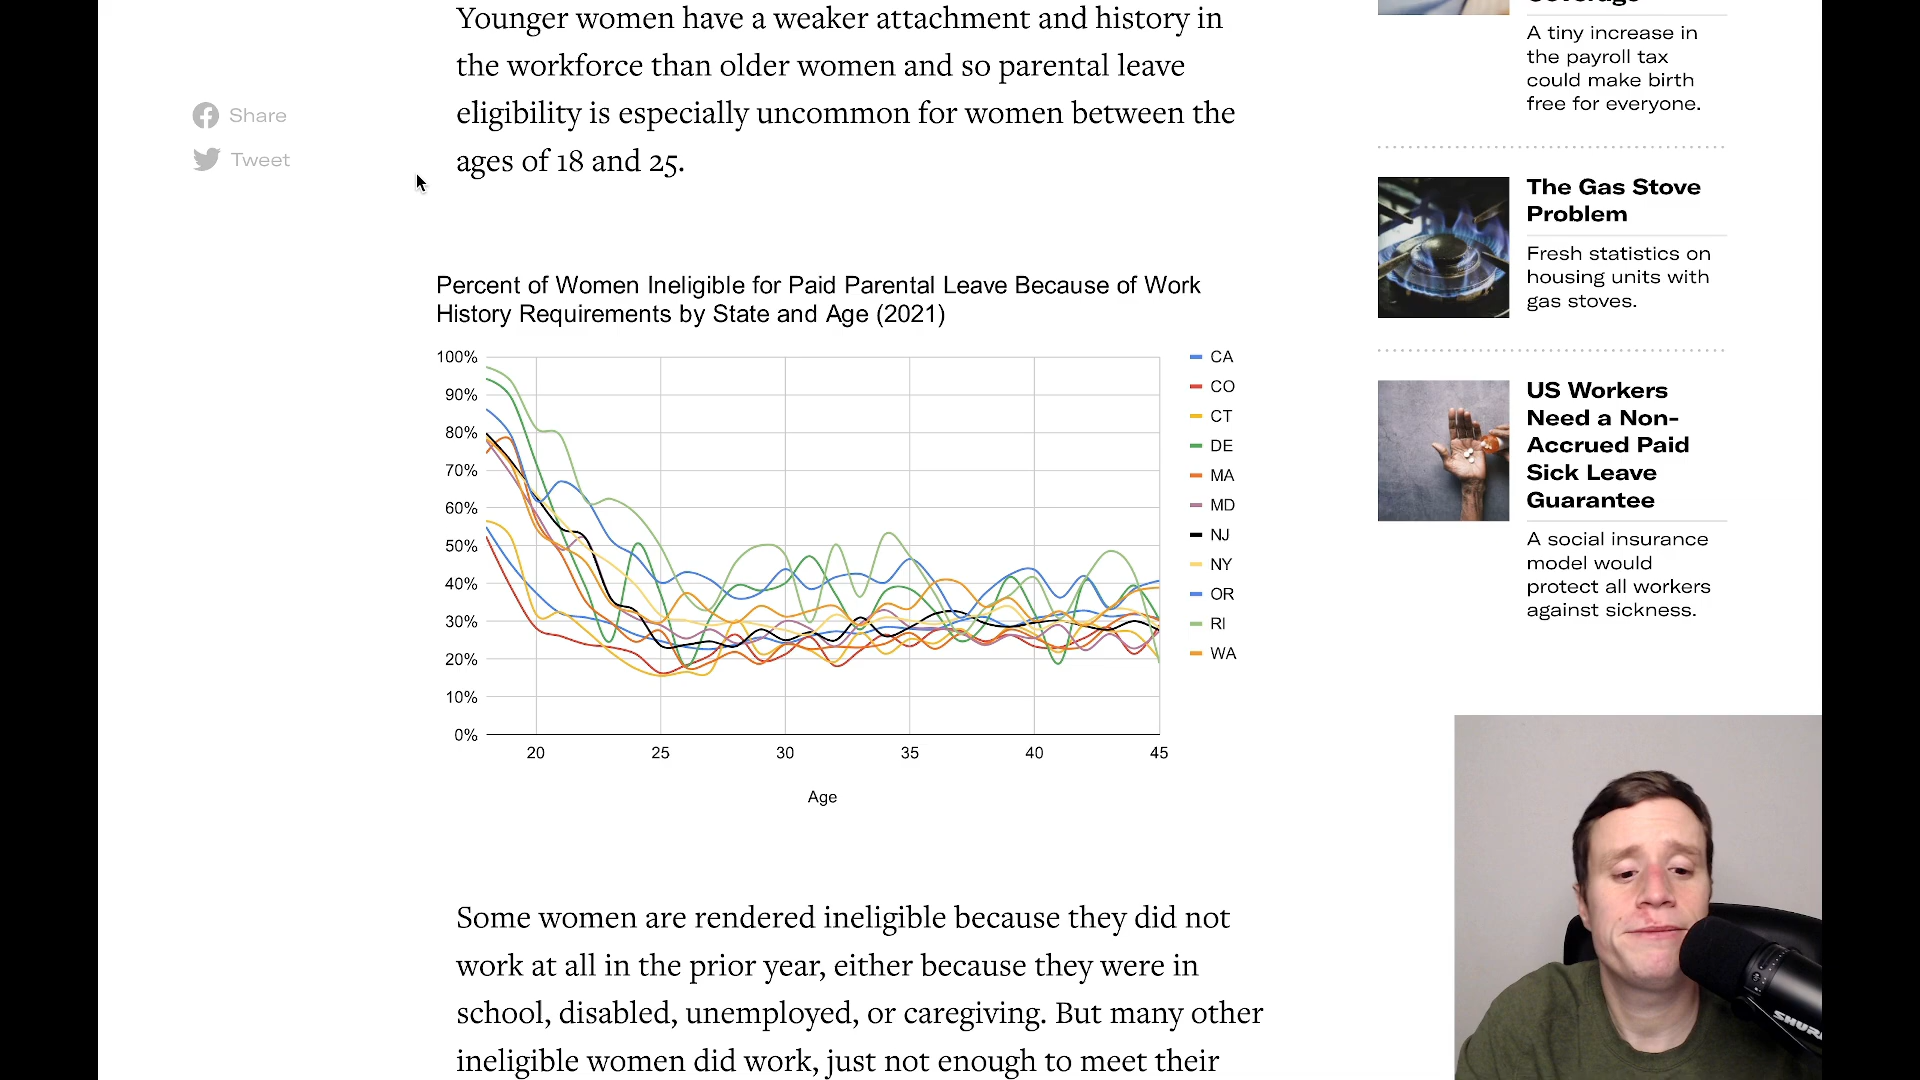 Younger women have a weaker attachment and history in
the workforce than older women and so parental leave
eligibility is especially uncommon for women between the
ages of 18 and 25.
Share
Tweet
Percent of Women Ineligible for Paid Parental Leave Because of Work
History Requirements by State and Age (2021)
100%
90%
80%
70%
60%
50%
40%
30%
20%
10%
0%
20 25 30 35 40 45
Age
CA
CO
CT
DE
MA
MD
NJ
NY
OR
RI
WA
Some women are rendered ineligible because they did not
work at all in the prior year, either because they were in
school, disabled, unemployed, or caregiving. But many other
ineligible women did work, just not enough to meet their
A tiny increase in
the payroll tax
could make birth
free for everyone.
The Gas Stove
Problem
Fresh statistics on
housing units with
gas stoves.
US Workers
Need a Non-
Accrued Paid
Sick Leave
Guarantee
A social insurance
model would
protect all workers
against sickness.